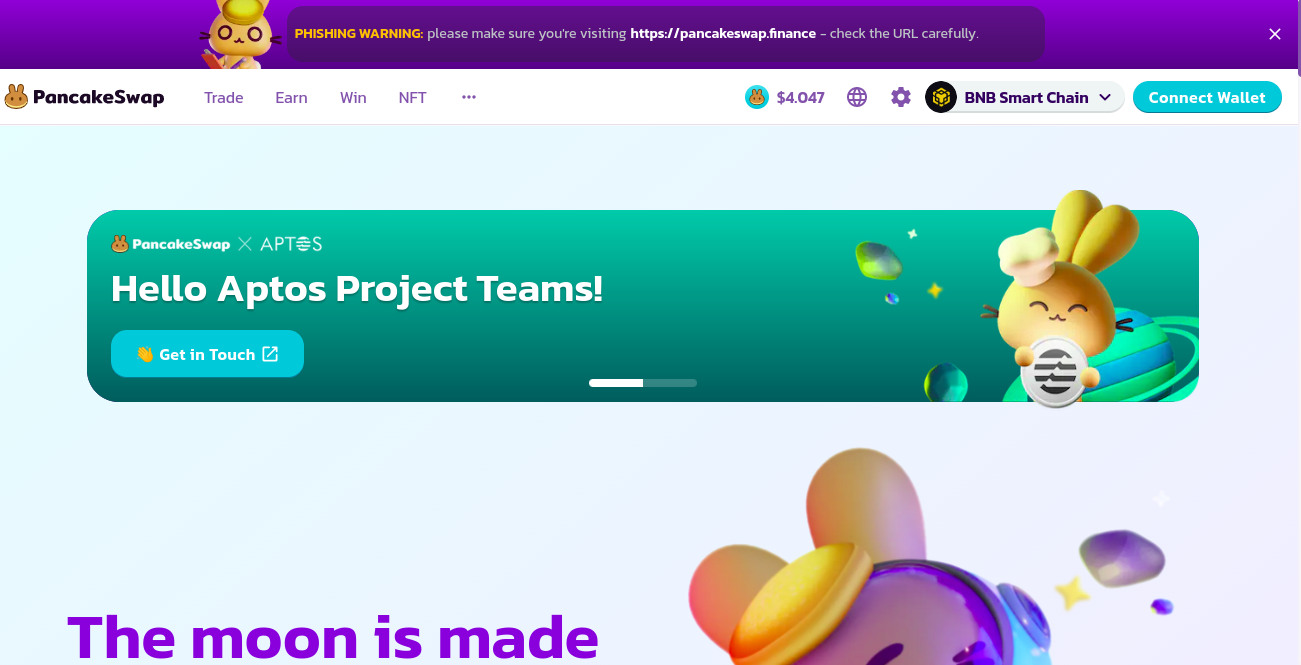 PHISHING WARNING: please make sure you're visiting https://pancakeswap.finance - check the URL carefully.
PancakeSwap Trade Earn Win NFT $4.047 BNB Smart Chain Connect Wallet
PancakeSwap X APTOS
Hello Aptos Project Teams!
👋 Get in Touch
The moon is made